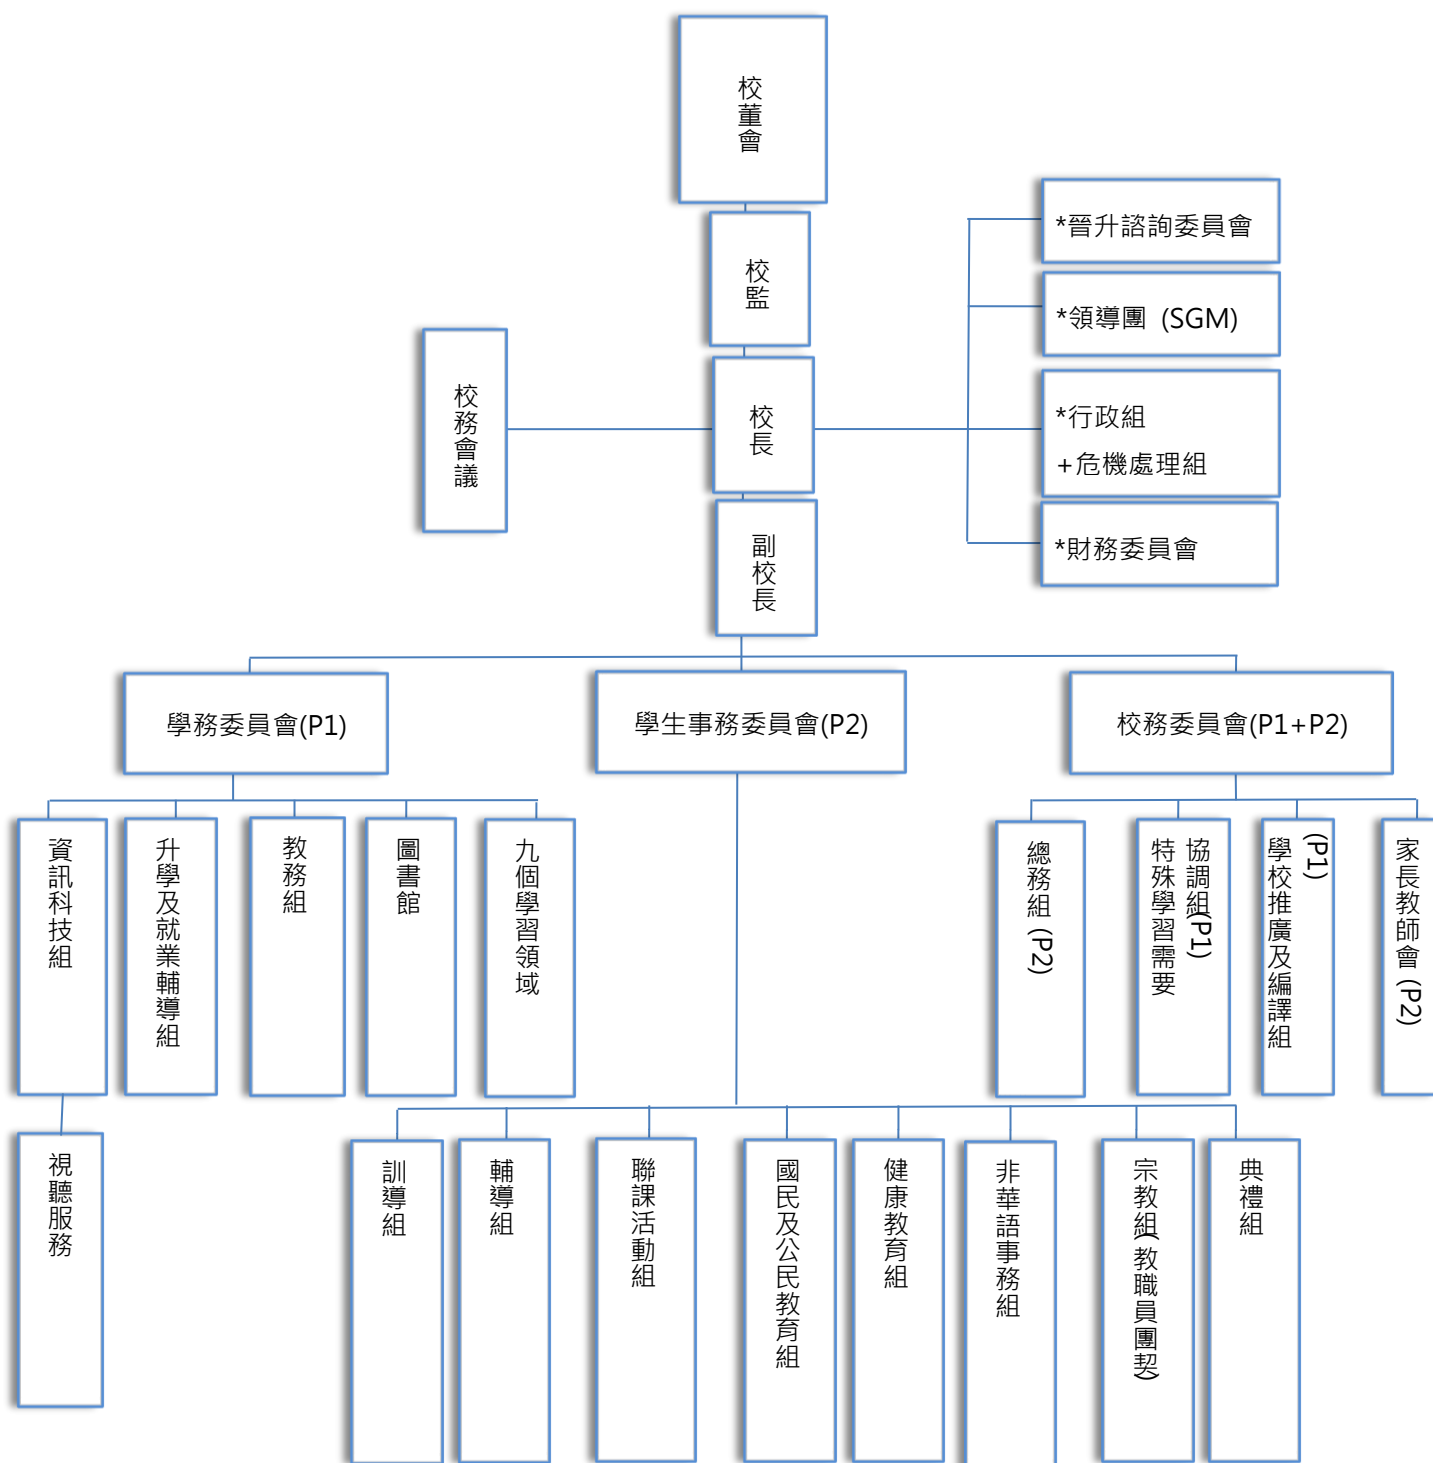 校董會
校監
*晉升諮詢委員會
*領導團 (SGM)
校務會議
校長
*行政組
+危機處理組
副校長
*財務委員會
學務委員會(P1)
學生事務委員會(P2)
校務委員會(P1+P2)
資訊科技組
升學及就業輔導組
教務組
圖書館
九個學習領域
總務組 (P2)
特殊學習需要
協調組(P1)
學校推廣及編譯組
(P1)
家長教師會 (P2)
視聽服務
訓導組
輔導組
聯課活動組
國民及公民教育組
健康教育組
非華語事務組
宗教組(教職員團契)
典禮組